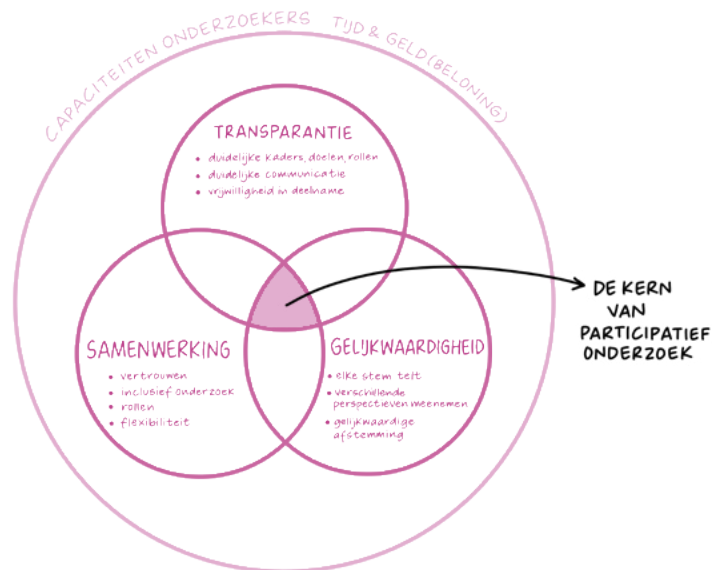 CAPACITEITEN ONDERZOEKERS TIJD & GELD (BELONING)
TRANSPARANTIE
• duidelijke kaders, doelen, rollen
• duidelijke communicatie
• vrijwilligheid in deelname
SAMENWERKING
• vertrouwen
• inclusief onderzoek
• rollen
• flexibiliteit
GELIJKWAARDIGHEID
• elke stem telt
• verschillende
perspectieven meenemen
• gelijkwaardige
afstemming
DE KERN
VAN
PARTICIPATIEF
ONDERZOEK